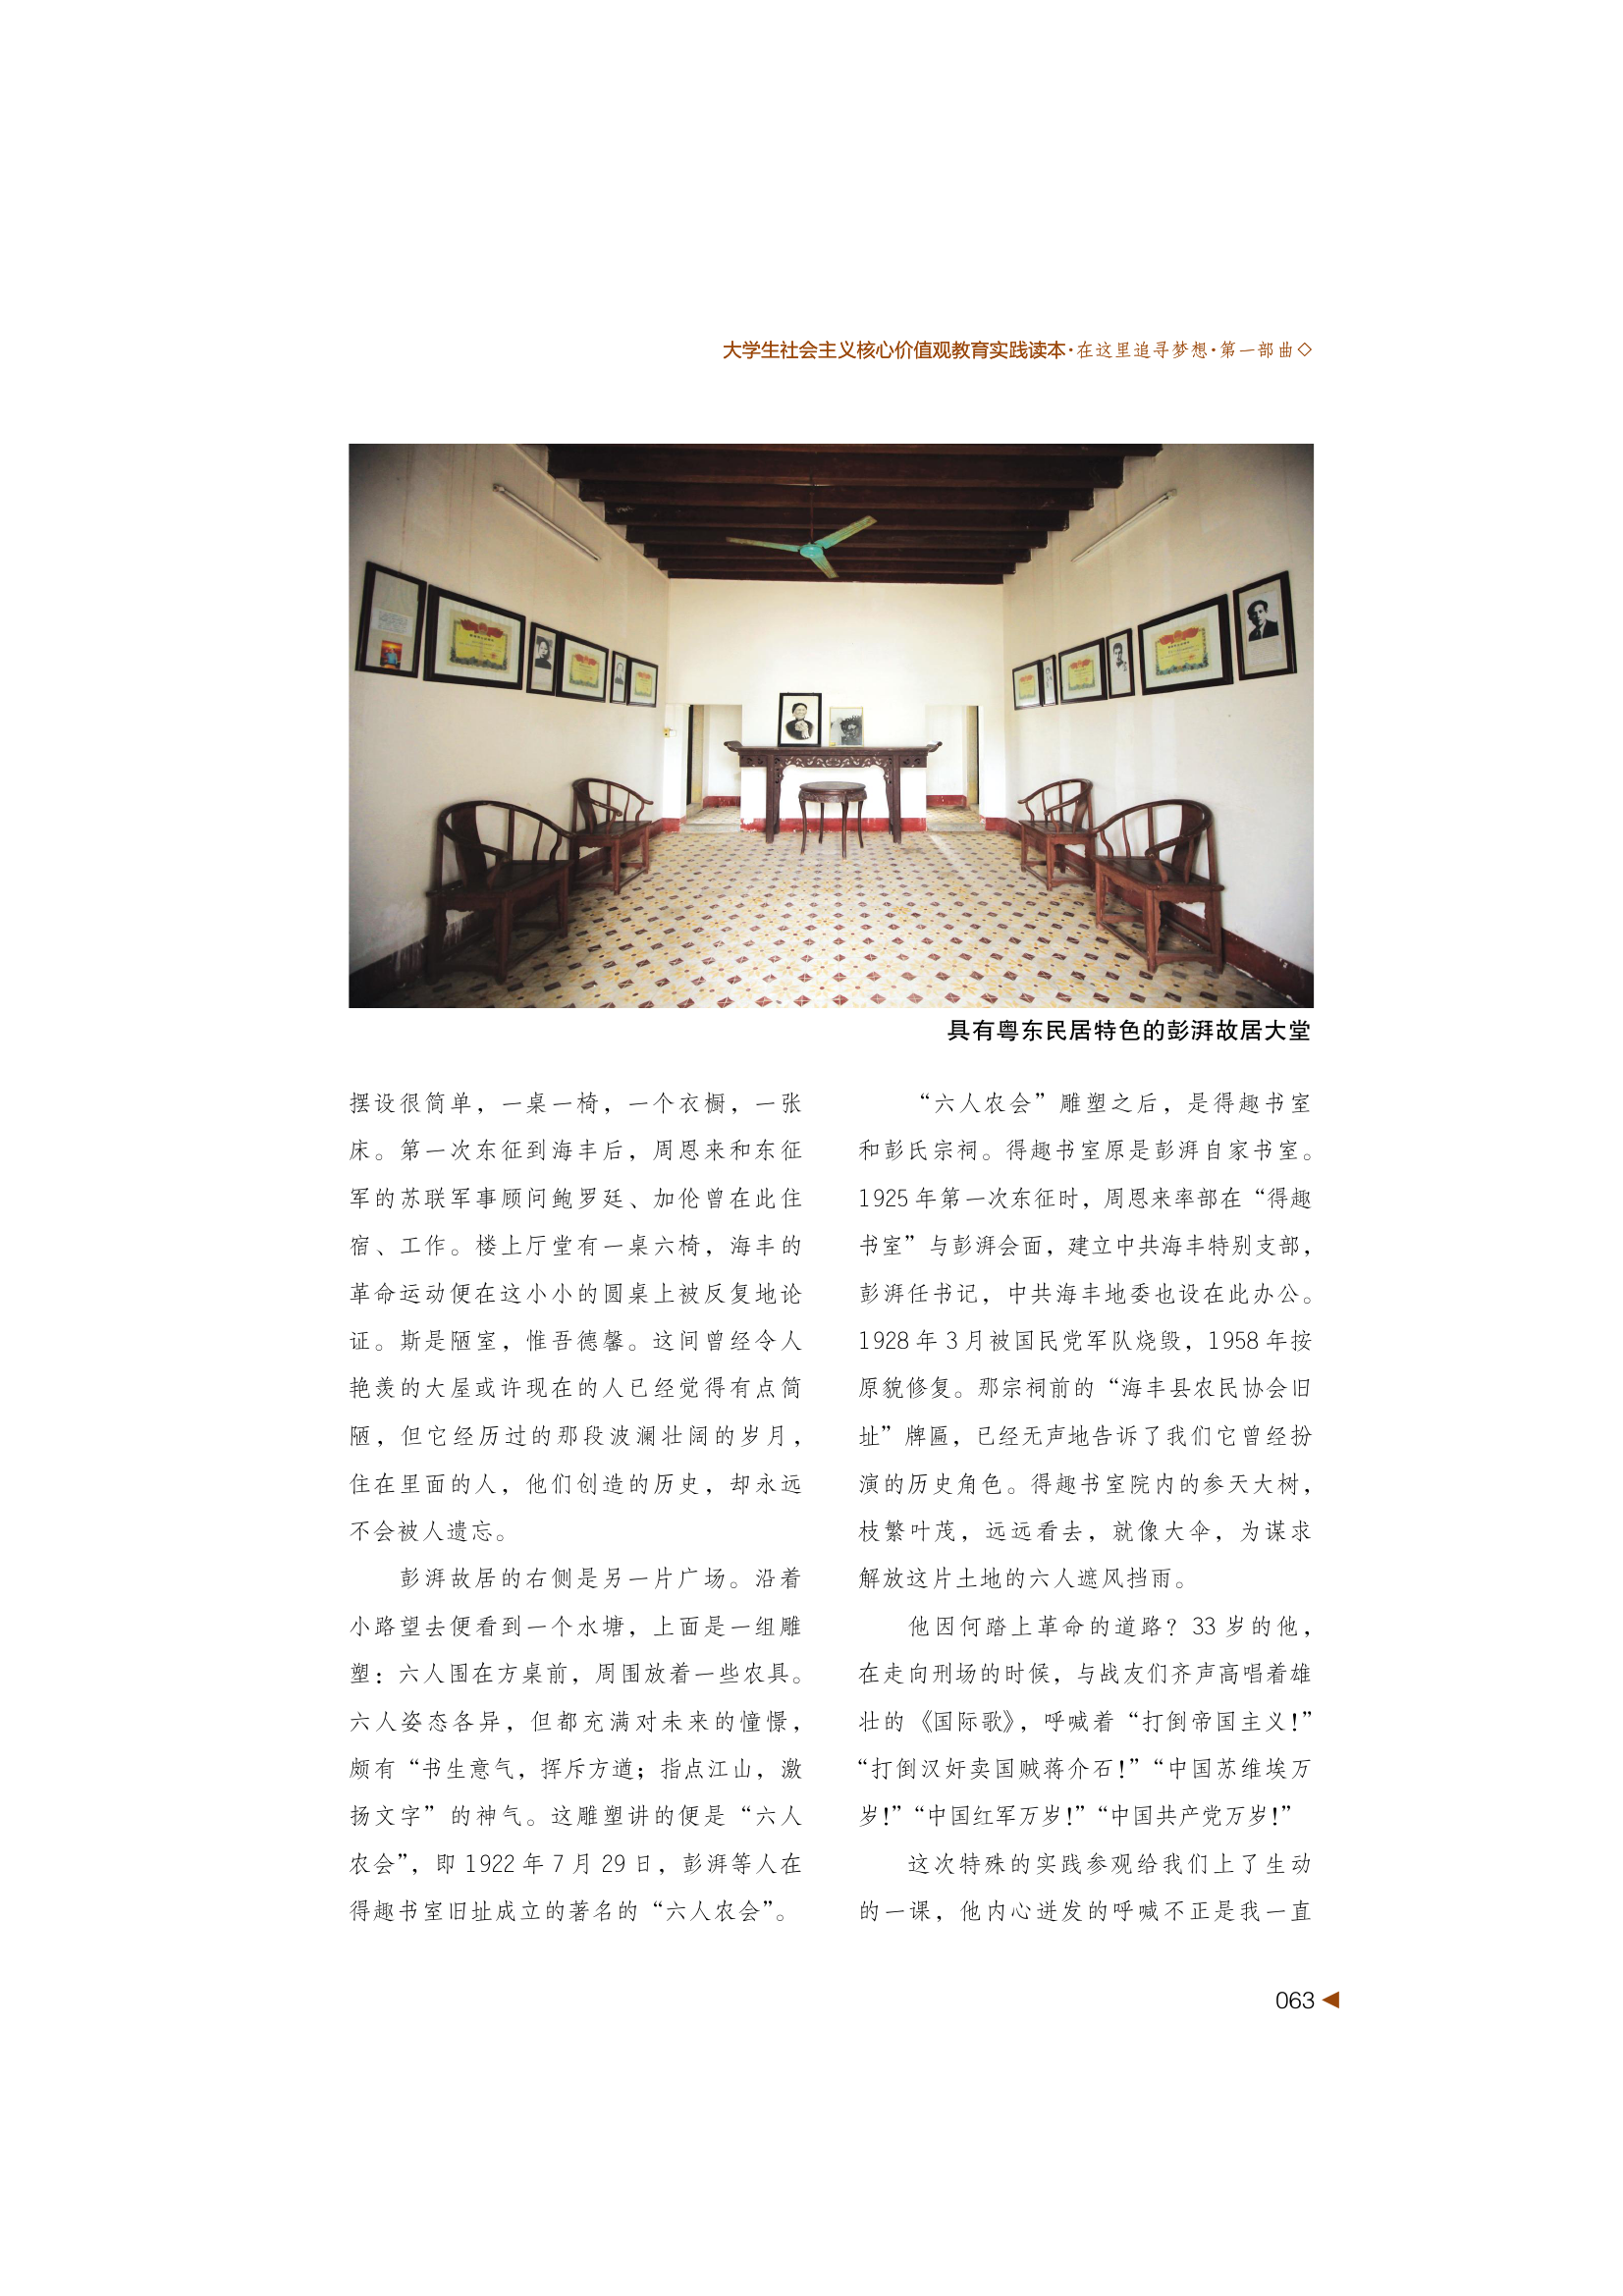 大学生社会主义核心价值观教育实践读本·在这里追寻梦想·第一部曲◇
具有粤东民居特色的彭湃故居大堂
摆设很简单，一桌一椅，一个衣橱，一张
床。第一次东征到海丰后，周恩来和东征
军的苏联军事顾问鲍罗廷、加伦曾在此住
宿、工作。楼上厅堂有一桌六椅，海丰的
革命运动便在这小小的圆桌上被反复地论
证。斯是陋室，惟吾德馨。这间曾经令人
艳羡的大屋或许现在的人已经觉得有点简
陋，但它经历过的那段波澜壮阔的岁月，
住在里面的人，他们创造的历史，却永远
不会被人遗忘。
彭湃故居的右侧是另一片广场。沿着
小路望去便看到一个水塘，上面是一组雕
塑：六人围在方桌前，周围放着一些农具。
六人姿态各异，但都充满对未来的憧憬，
颇有“书生意气，挥斥方遒；指点江山，激
扬文字”的神气。这雕塑讲的便是“六人
农会”，即 1922 年 7 月 29 日，彭湃等人在
得趣书室旧址成立的著名的“六人农会”。
“六人农会”雕塑之后，是得趣书室
和彭氏宗祠。得趣书室原是彭湃自家书室。
1925 年第一次东征时，周恩来率部在“得趣
书室”与彭湃会面，建立中共海丰特别支部，
彭湃任书记，中共海丰地委也设在此办公。
1928 年 3 月被国民党军队烧毁，1958 年按
原貌修复。那宗祠前的“海丰县农民协会旧
址”牌匾，已经无声地告诉了我们它曾经扮
演的历史角色。得趣书室院内的参天大树，
枝繁叶茂，远远看去，就像大伞，为谋求
解放这片土地的六人遮风挡雨。
他因何踏上革命的道路？33 岁的他，
在走向刑场的时候，与战友们齐声高唱着雄
壮的《国际歌》，呼喊着“打倒帝国主义！”
“打倒汉奸卖国贼蒋介石！”“中国苏维埃万
岁！”“中国红军万岁！”“中国共产党万岁！”
这次特殊的实践参观给我们上了生动
的一课，他内心迸发的呼喊不正是我一直
063